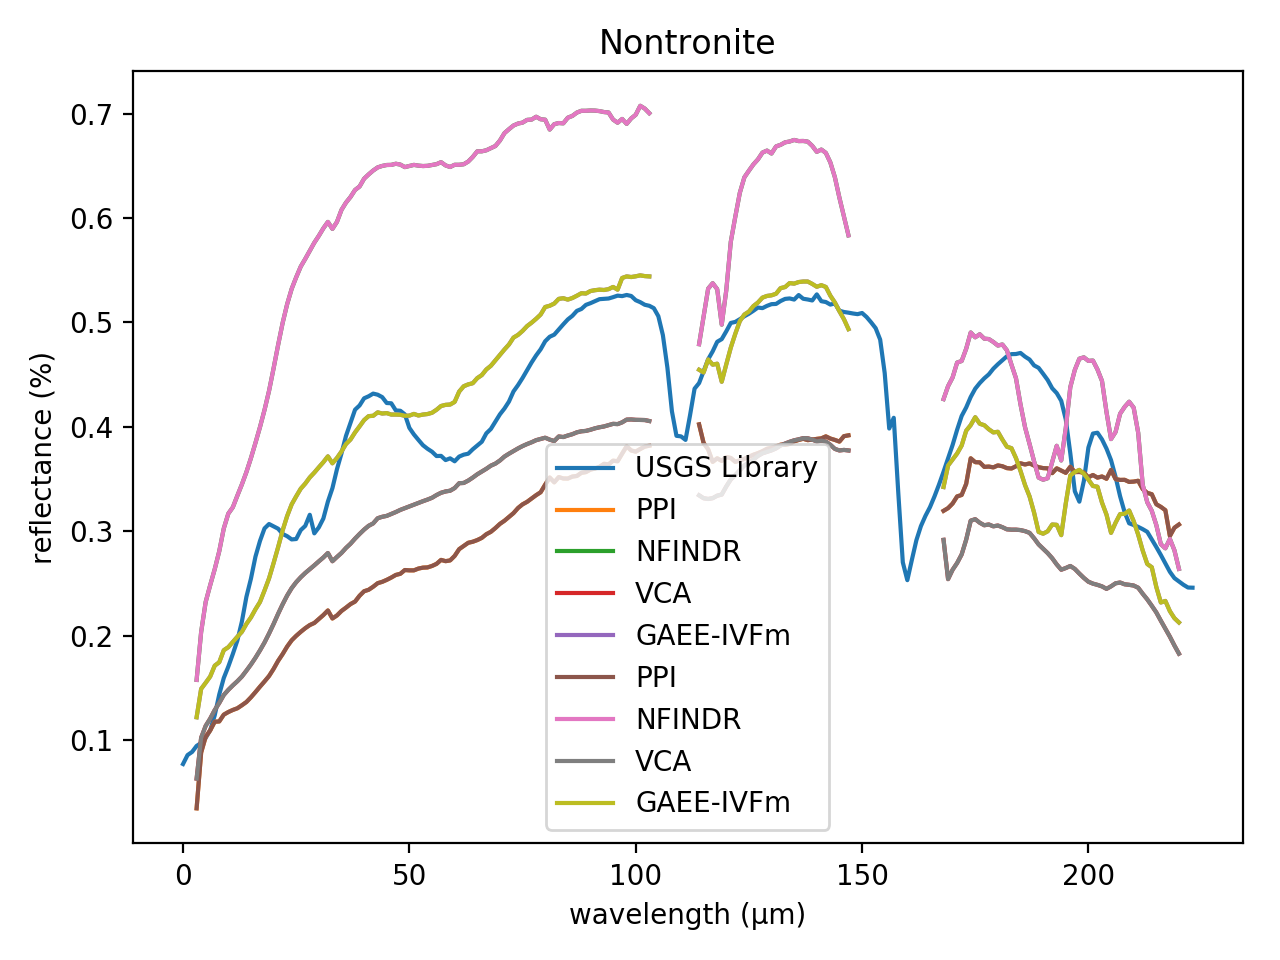 Nontronite
reflectance (%)
0.7
0.6
0.5
0.4
0.3
0.2
0.1
USGS Library
PPI
NFINDR
VCA
GAEE-IVFm
PPI
NFINDR
VCA
GAEE-IVFm
0 50 100 150 200
wavelength (µm)